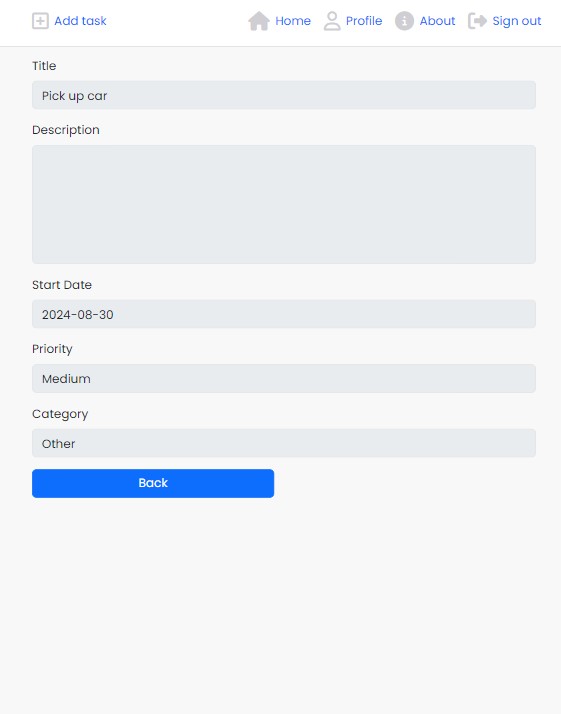 Add task Home Profile About Sign out
Title
Pick up car
Description
Start Date
2024-08-30
Priority
Medium
Category
Other
Back